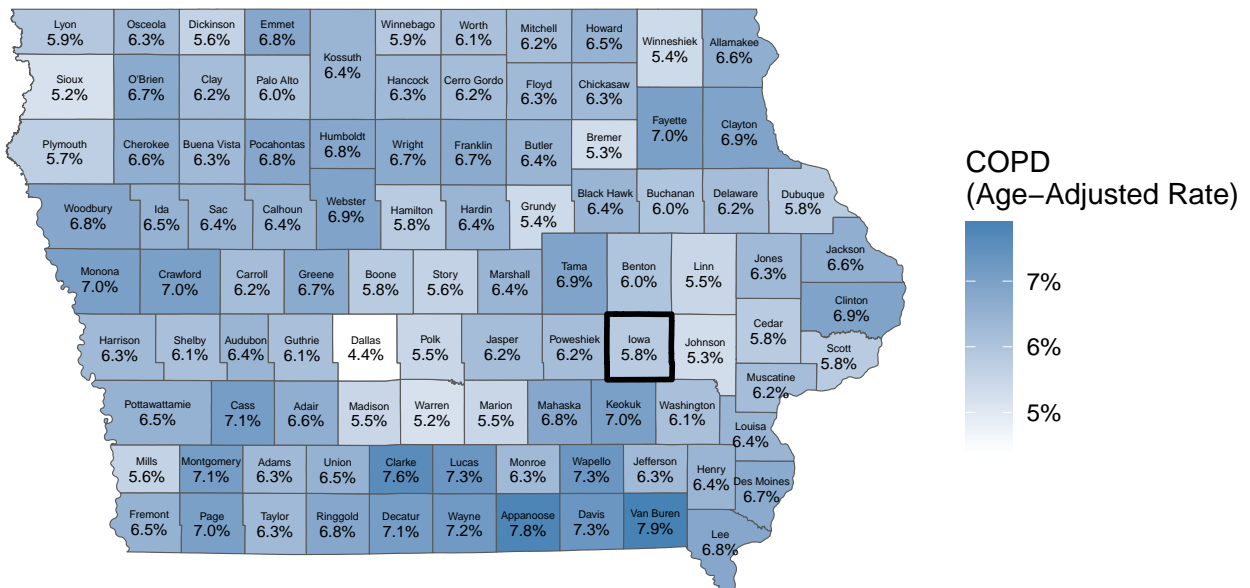 Lyon
5.9%
Osceola
6.3%
Dickinson
5.6%
Emmet
6.8%
Kossuth
6.4%
Winnebago
5.9%
Worth
6.1%
Mitchell
6.2%
Howard
6.5%
Winneshiek
5.4%
Allamakee
6.6%
Sioux
5.2%
O'Brien
6.7%
Clay
6.2%
Palo Alto
6.0%
Hancock
6.3%
Cerro Gordo
6.2%
Floyd
6.3%
Chickasaw
6.3%
Fayette
7.0%
Clayton
6.9%
Plymouth
5.7%
Cherokee
6.6%
Buena Vista
6.3%
Pocahontas
6.8%
Humboldt
6.8%
Wright
6.7%
Franklin
6.7%
Butler
6.4%
Bremer
5.3%
Woodbury
6.8%
Ida
6.5%
Sac
6.4%
Calhoun
6.4%
Webster
6.9%
Hamilton
5.8%
Hardin
6.4%
Grundy
5.4%
Black Hawk
6.4%
Buchanan
6.0%
Delaware
6.2%
Dubuque
5.8%
Monona
7.0%
Crawford
7.0%
Carroll
6.2%
Greene
6.7%
Boone
5.8%
Story
5.6%
Marshall
6.4%
Tama
6.9%
Benton
6.0%
Linn
5.5%
Jones
6.3%
Jackson
6.6%
Clinton
6.9%
Harrison
6.3%
Shelby
6.1%
Audubon
6.4%
Guthrie
6.1%
Dallas
4.4%
Polk
5.5%
Jasper
6.2%
Poweshiek
6.2%
Iowa
5.8%
Johnson
5.3%
Cedar
5.8%
Scott
5.8%
Muscatine
6.2%
Pottawattamie
6.5%
Cass
7.1%
Adair
6.6%
Madison
5.5%
Warren
5.2%
Marion
5.5%
Mahaska
6.8%
Keokuk
7.0%
Washington
6.1%
Louisa
6.4%
Mills
5.6%
Montgomery
7.1%
Adams
6.3%
Union
6.5%
Clarke
7.6%
Lucas
7.3%
Monroe
6.3%
Wapello
7.3%
Jefferson
6.3%
Henry
6.4%
Des Moines
6.7%
Fremont
6.5%
Page
7.0%
Taylor
6.3%
Ringgold
6.8%
Decatur
7.1%
Wayne
7.2%
Appanoose
7.8%
Davis
7.3%
Van Buren
7.9%
Lee
6.8%
COPD
(Age−Adjusted Rate)
7%
6%
5%